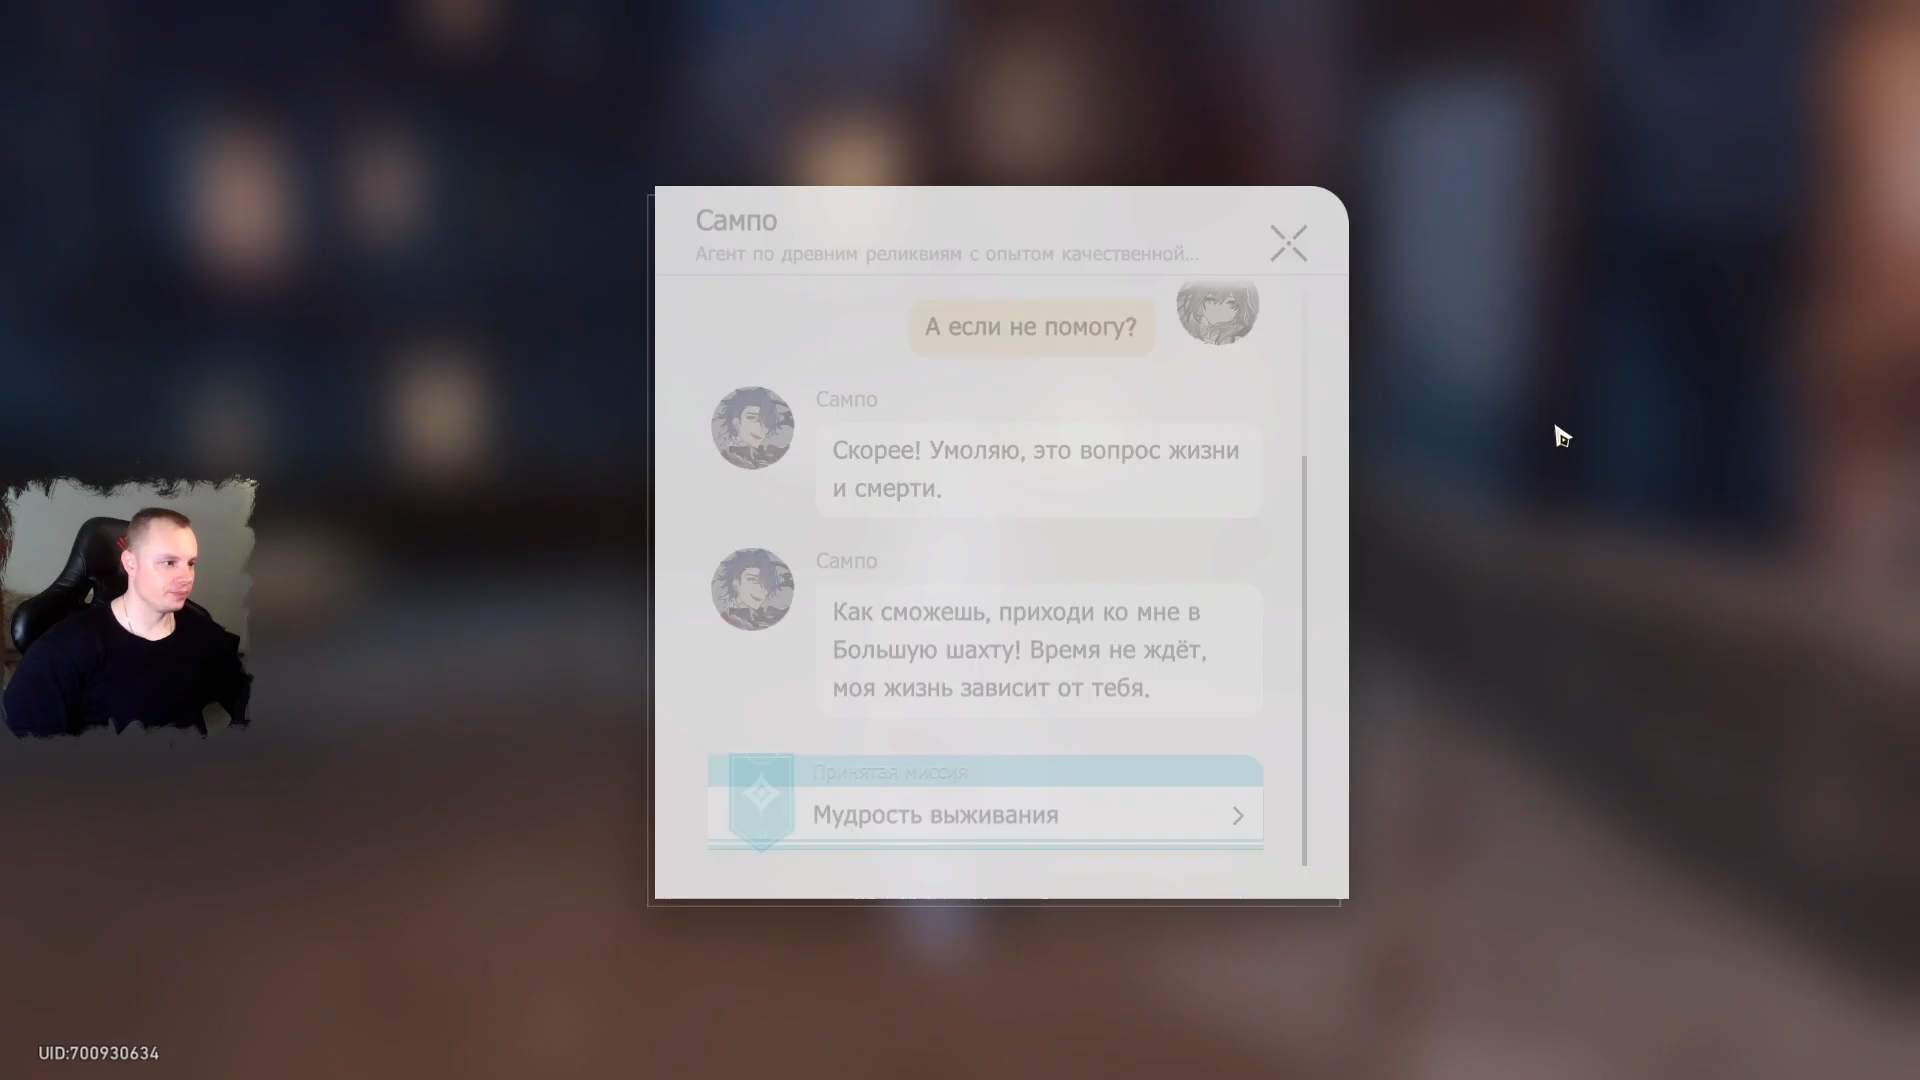 Сампо
Агент по древним реликвиям с опытом качественной...
А если не помогу?
Сампо
Скорее! Умоляю, это вопрос жизни
и смерти.
Сампо
Как сможешь, приходи ко мне в
Большую шахту! Время не ждёт,
моя жизнь зависит от тебя.
Принятая миссия
Мудрость выживания
UID:700930634